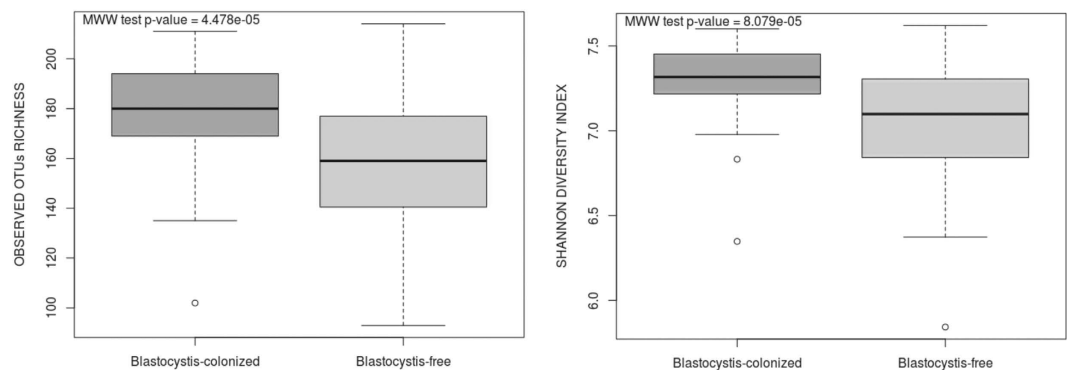 MWW test p-value = 4.478e-05
OBSERVED OTUs RICHNESS
200
180
160
140
120
100
Blastocystis-colonized
Blastocystis-free
MWW test p-value = 8.079e-05
SHANNON DIVERSITY INDEX
7.5
7.0
6.5
6.0
Blastocystis-colonized
Blastocystis-free